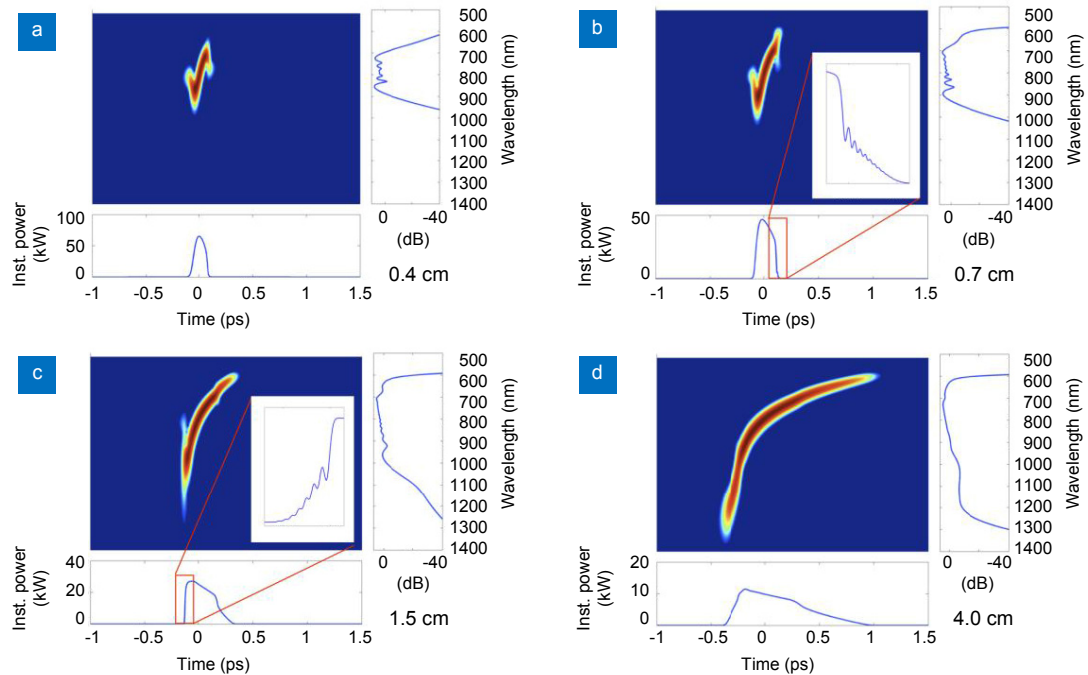 a
500
600
700
800
900
1000
1100
1200
1300
1400
Wavelength (nm)
0 -40
(dB)
100
50
0
Inst. power
(kW)
-1 -0.5 0 0.5 1 1.5
Time (ps)
0.4 cm
b
500
600
700
800
900
1000
1100
1200
1300
1400
Wavelength (nm)
0 -40
(dB)
50
0
Inst. power
(kW)
-1 -0.5 0 0.5 1 1.5
Time (ps)
0.7 cm
c
500
600
700
800
900
1000
1100
1200
1300
1400
Wavelength (nm)
0 -40
(dB)
40
20
0
Inst. power
(kW)
-1 -0.5 0 0.5 1 1.5
Time (ps)
1.5 cm
d
500
600
700
800
900
1000
1100
1200
1300
1400
Wavelength (nm)
0 -40
(dB)
20
10
0
Inst. power
(kW)
-1 -0.5 0 0.5 1 1.5
Time (ps)
4.0 cm